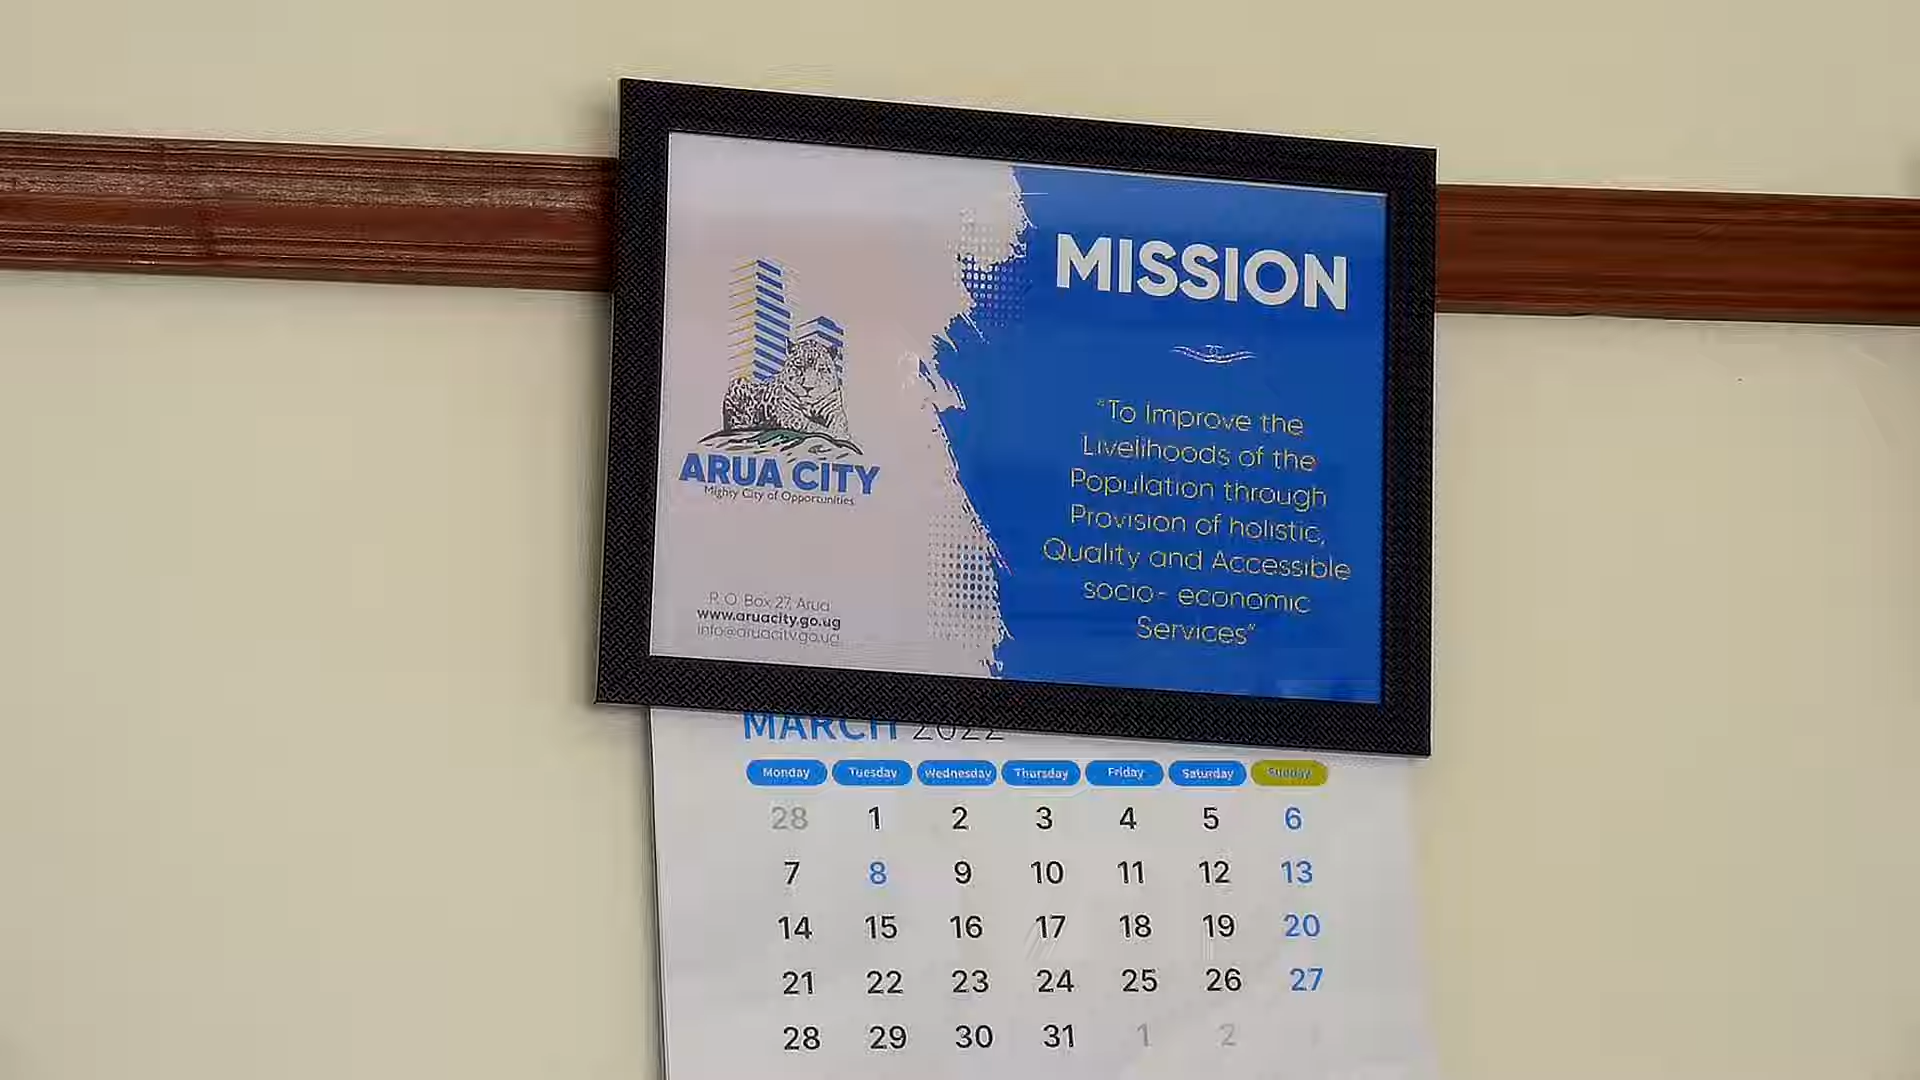 MISSION
"To Improve the
Livelihoods of the
Population through
Provision of holistic,
Quality and Accessible
socio- economic
Services"
ARUA CITY
Mighty City of Opportunities
P. O. Box 27, Arua
www.aruacity.go.ug
info@aruacity.go.ug
MARCH 2022
Monday Tuesday Wednesday Thursday Friday Saturday Sunday
28 1 2 3 4 5 6
7 8 9 10 11 12 13
14 15 16 17 18 19 20
21 22 23 24 25 26 27
28 29 30 31 1 2